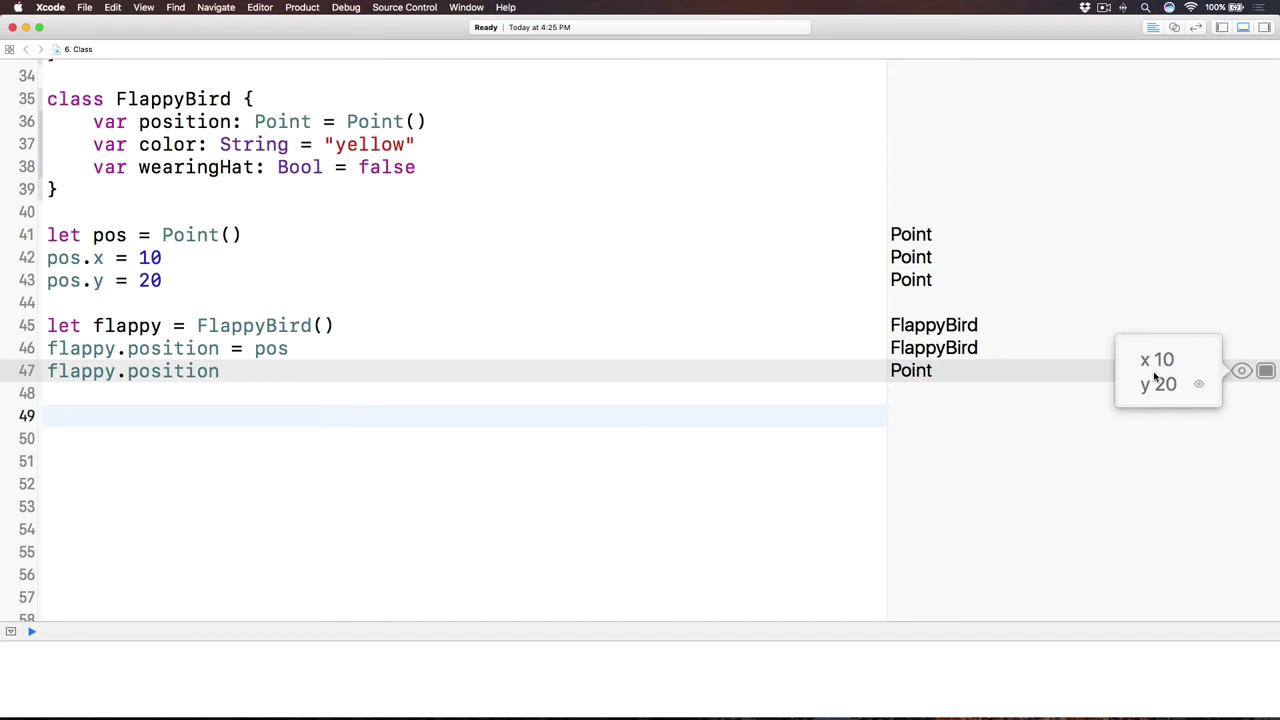 Xcode File Edit View Find Navigate Editor Product Debug Source Control Window Help 100%
Ready Today at 4:25 PM
6. Class
34 }
35 class FlappyBird {
36 var position: Point = Point()
37 var color: String = "yellow"
38 var wearingHat: Bool = false
39 }
40
41 let pos = Point() Point
42 pos.x = 10 Point
43 pos.y = 20 Point
44
45 let flappy = FlappyBird() FlappyBird
46 flappy.position = pos FlappyBird
x 10
47 flappy.position Point
y 20
48
49
50
51
52
53
54
55
56
57
58